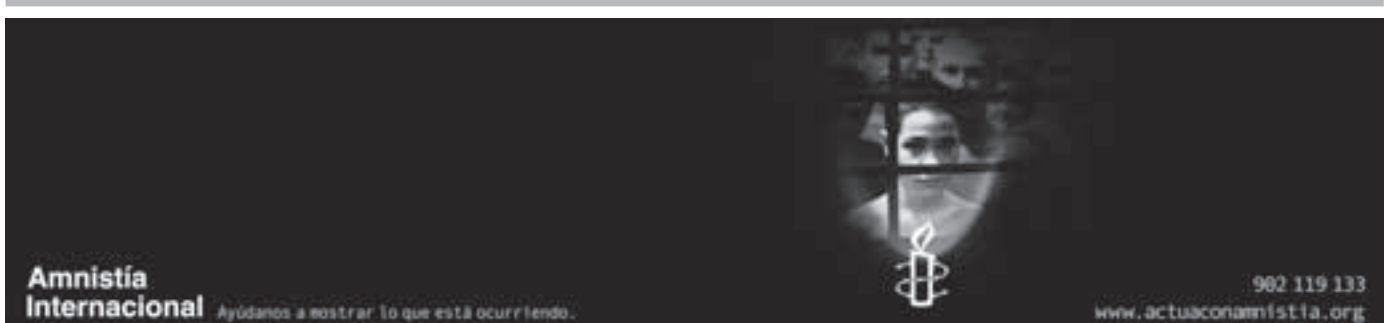 Amnistía
Internacional Ayúdanos a mostrar lo que está ocurriendo.
902 119 133
www.actuaconamnistia.org